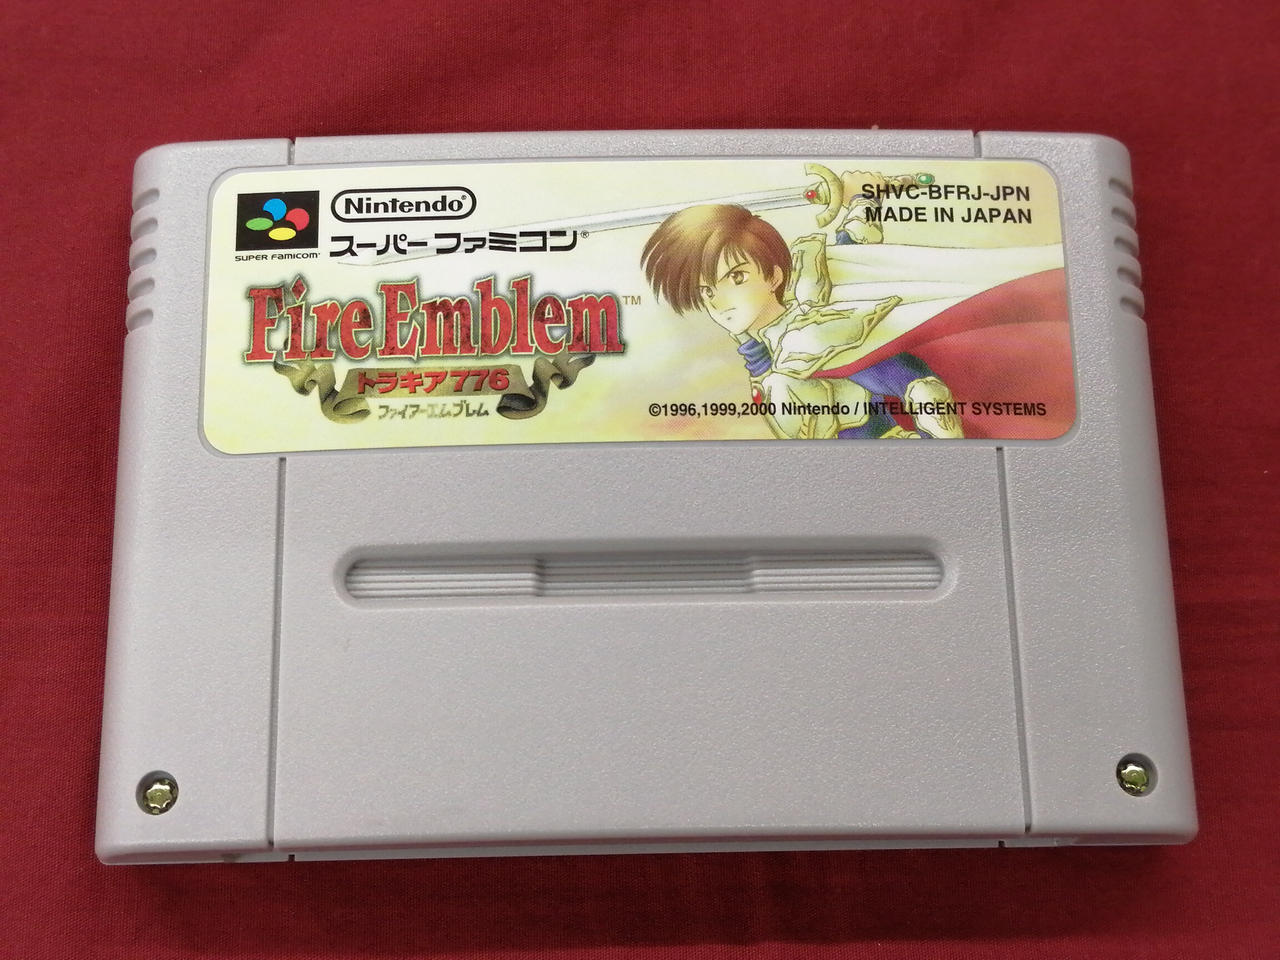 Nintendo®
SUPER FAMICOM™
スーパーファミコン®
SHVC-BFRJ-JPN
MADE IN JAPAN
Fire Emblem™
トラキア776
ファイアーエムブレム
©1996,1999,2000 Nintendo / INTELLIGENT SYSTEMS